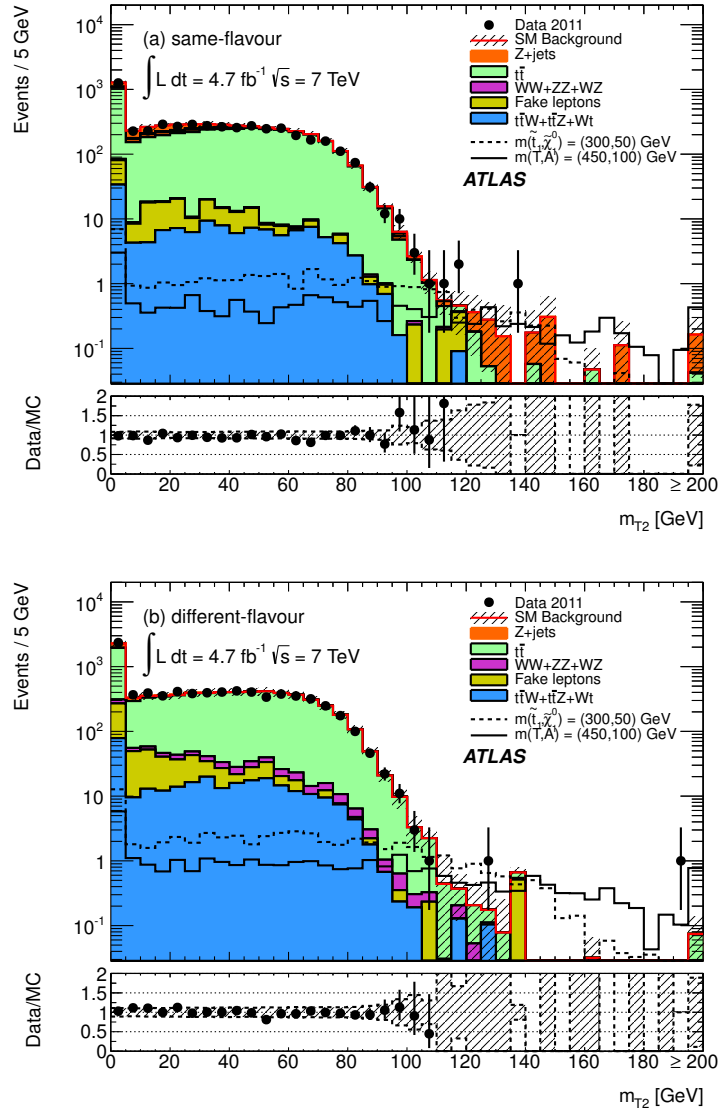 Events / 5 GeV
10⁴
10³
10²
10
1
10⁻¹
(a) same-flavour
∫ L dt = 4.7 fb⁻¹ √s = 7 TeV
Data 2011
SM Background
Z+jets
tt̄
WW+ZZ+WZ
Fake leptons
tt̄W+tt̄Z+Wt
m(t̃,χ̃⁰) = (300,50) GeV
m(T,A) = (450,100) GeV
ATLAS
Data/MC
2
1.5
1
0.5
0
0 20 40 60 80 100 120 140 160 180 ≥ 200
m_T2 [GeV]
Events / 5 GeV
10⁴
10³
10²
10
1
10⁻¹
(b) different-flavour
∫ L dt = 4.7 fb⁻¹ √s = 7 TeV
Data 2011
SM Background
Z+jets
tt̄
WW+ZZ+WZ
Fake leptons
tt̄W+tt̄Z+Wt
m(t̃,χ̃⁰) = (300,50) GeV
m(T,A) = (450,100) GeV
ATLAS
Data/MC
2
1.5
1
0.5
0
0 20 40 60 80 100 120 140 160 180 ≥ 200
m_T2 [GeV]